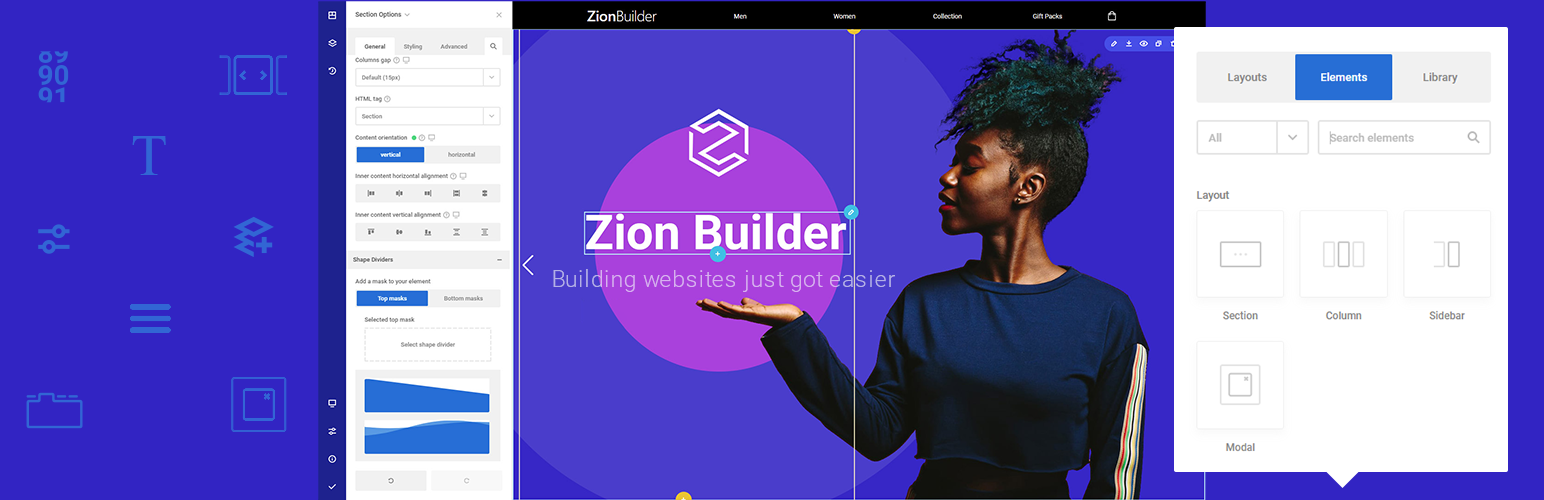 09
90
91
T
Section Options
General
Styling
Advanced
Columns gap
Default (15px)
HTML tag
Section
Content orientation
vertical
horizontal
Inner content horizontal alignment
Inner content vertical alignment
Shape Dividers
Add a mask to your element
Top masks
Bottom masks
Selected top mask
Select shape divider
ZionBuilder
Men
Women
Collection
Gift Packs
Zion Builder
Building websites just got easier
Layouts
Elements
Library
All
Search elements
Layout
Section
Column
Sidebar
Modal